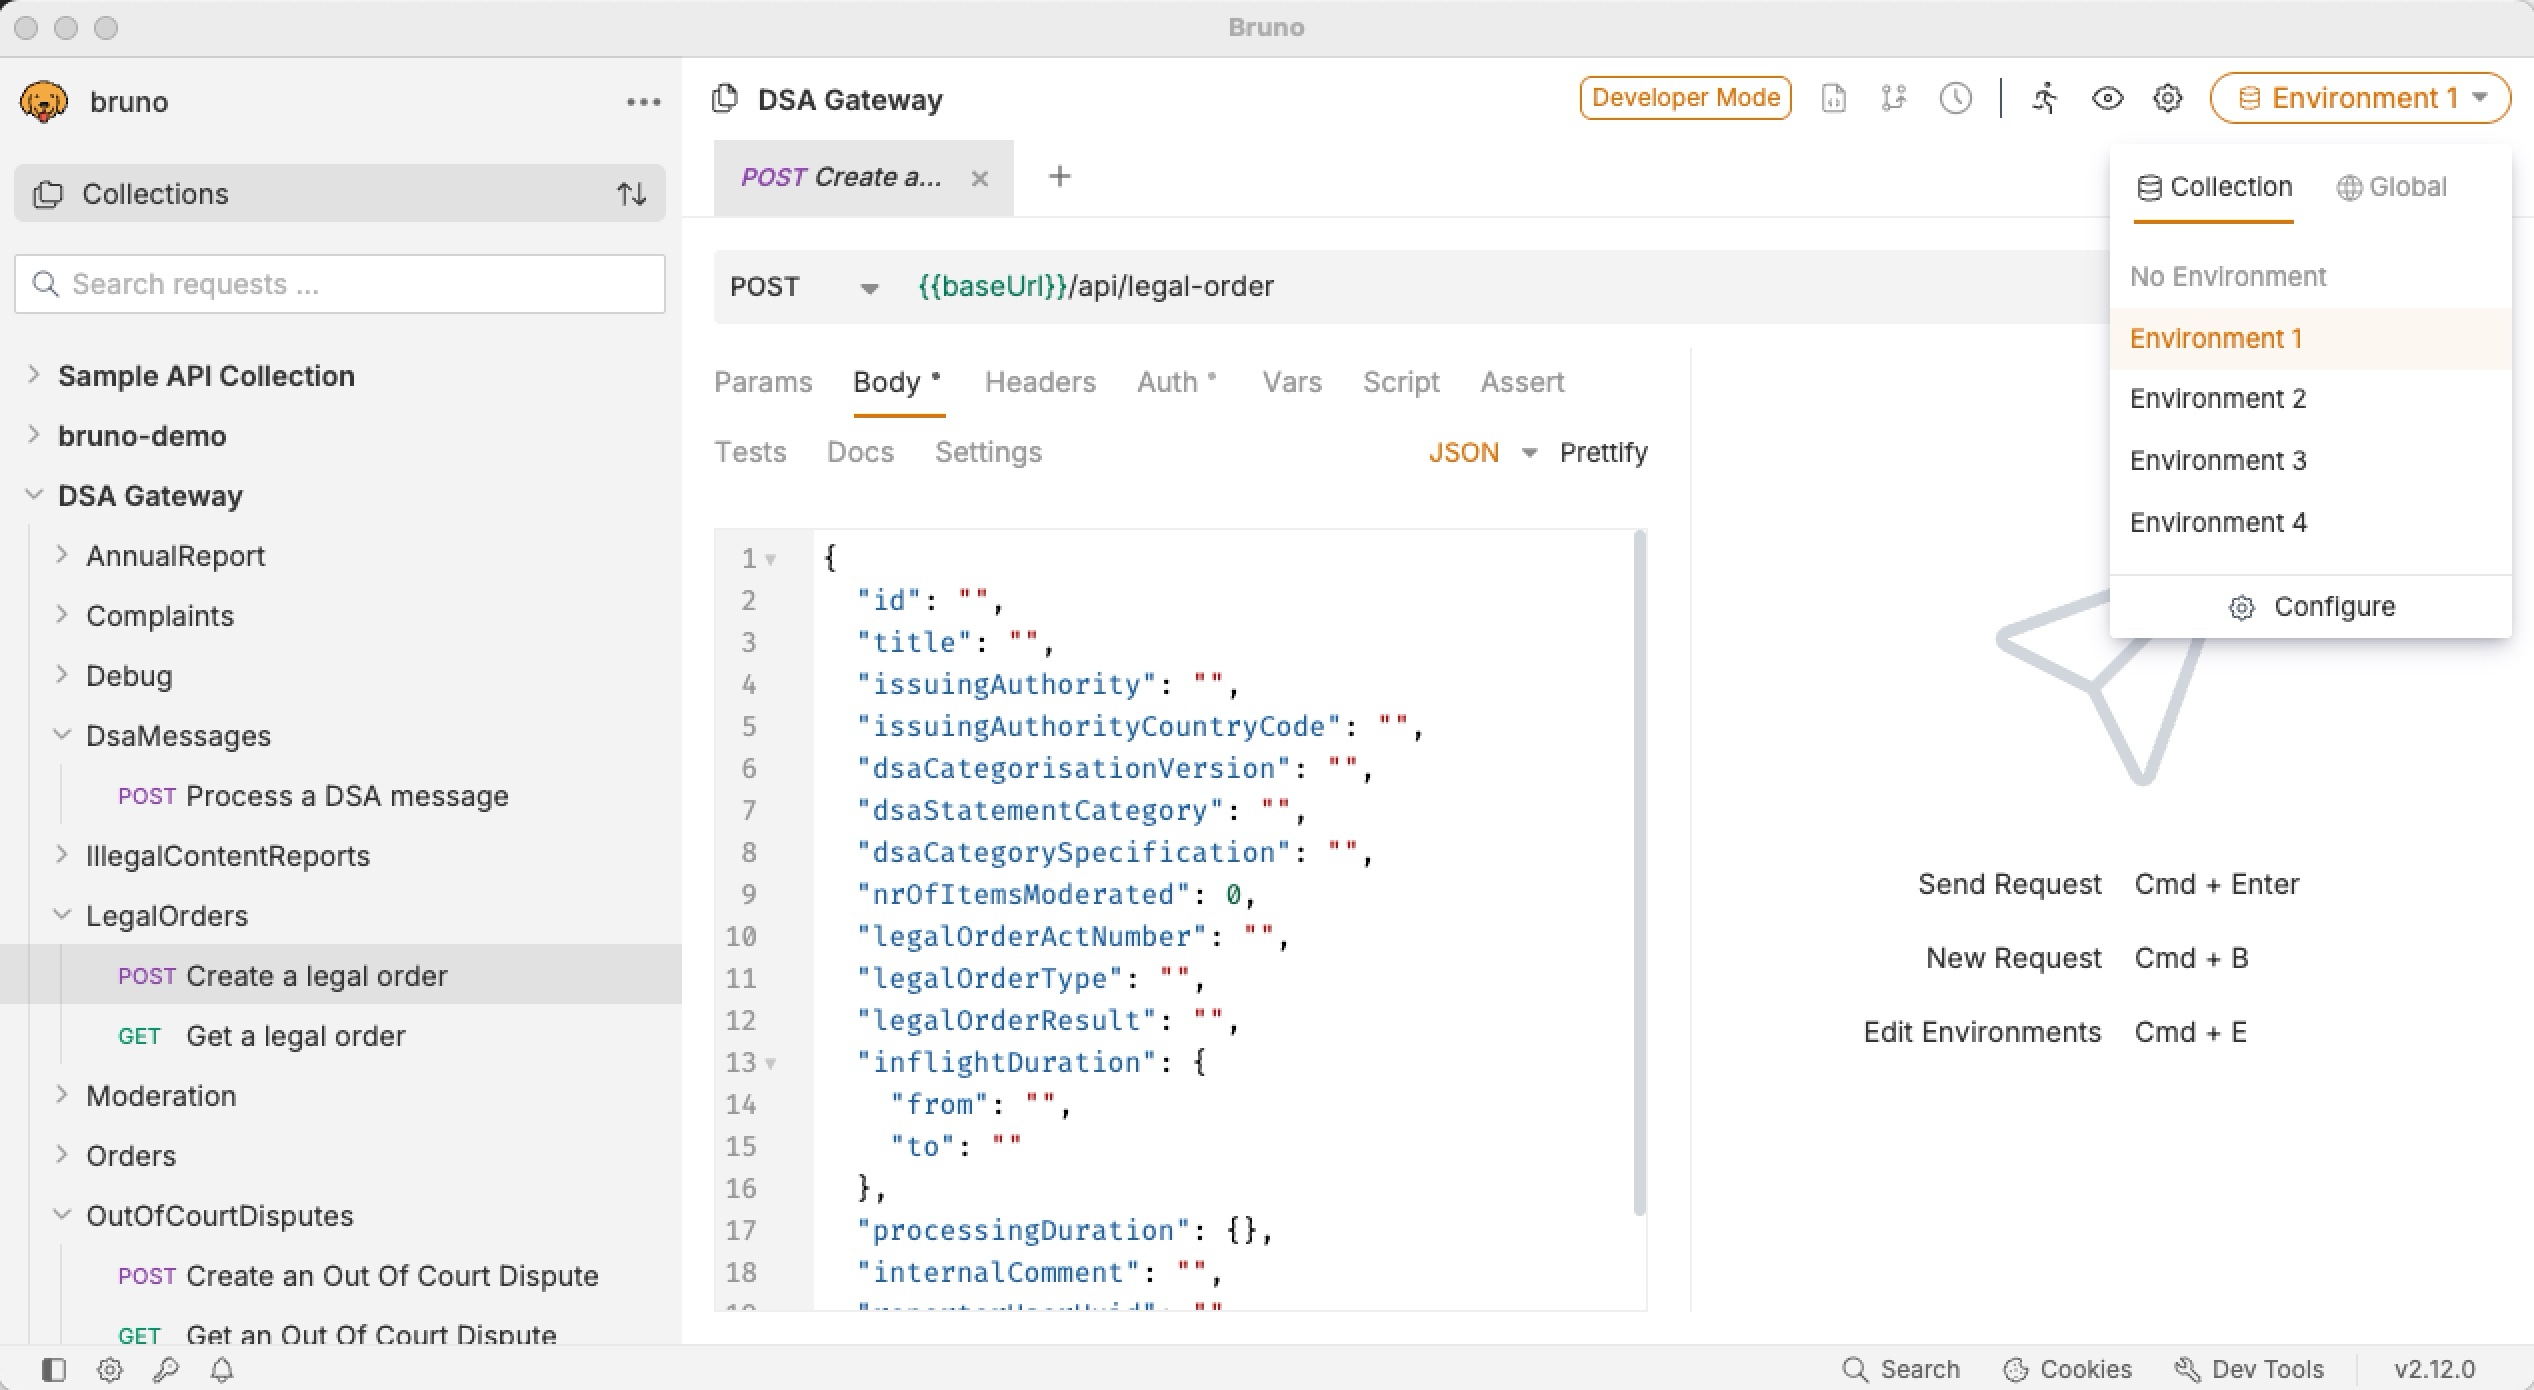 Bruno
bruno
Collections
Search requests ...
Sample API Collection
bruno-demo
DSA Gateway
AnnualReport
Complaints
Debug
DsaMessages
POST Process a DSA message
IllegalContentReports
LegalOrders
POST Create a legal order
GET Get a legal order
Moderation
Orders
OutOfCourtDisputes
POST Create an Out Of Court Dispute
GET Get an Out Of Court Dispute
DSA Gateway
Developer Mode
Environment 1
POST Create a...
POST {{baseUrl}}/api/legal-order
Params Body Headers Auth Vars Script Assert
Tests Docs Settings JSON Prettify
1 {
2 "id": "",
3 "title": "",
4 "issuingAuthority": "",
5 "issuingAuthorityCountryCode": "",
6 "dsaCategorisationVersion": "",
7 "dsaStatementCategory": "",
8 "dsaCategorySpecification": "",
9 "nrOfItemsModerated": 0,
10 "legalOrderActNumber": "",
11 "legalOrderType": "",
12 "legalOrderResult": "",
13 "inflightDuration": {
14 "from": "",
15 "to": ""
16 },
17 "processingDuration": {},
18 "internalComment": "",
Collection Global
No Environment
Environment 1
Environment 2
Environment 3
Environment 4
Configure
Send Request Cmd + Enter
New Request Cmd + B
Edit Environments Cmd + E
Search Cookies Dev Tools v2.12.0